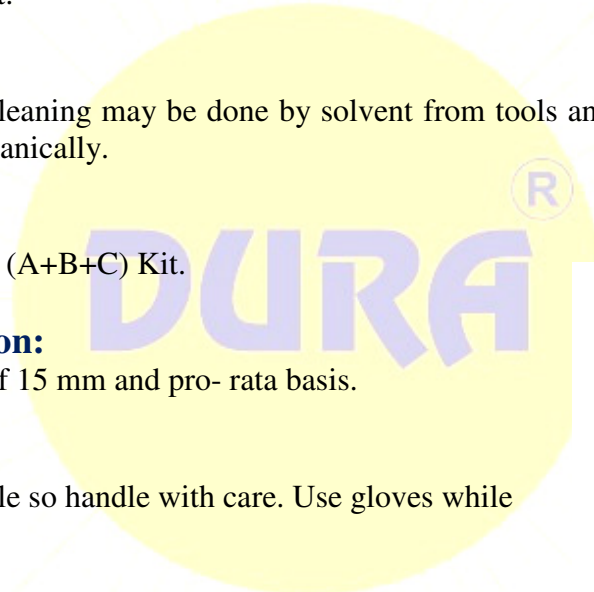 leaning may be done by solvent from tools an
anically.
R
(A+B+C) Kit.
DURA
on:
f 15 mm and pro- rata basis.
le so handle with care. Use gloves while